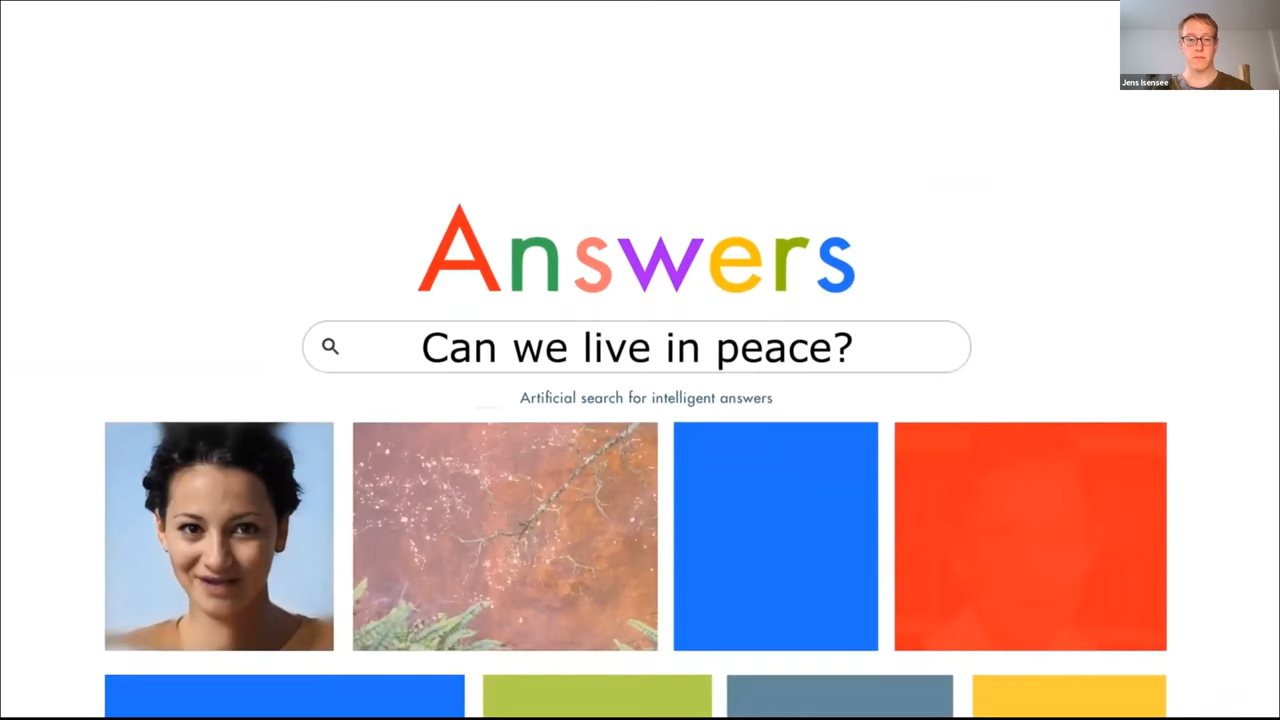 Jens Isensee
Answers
Can we live in peace?
Artificial search for intelligent answers